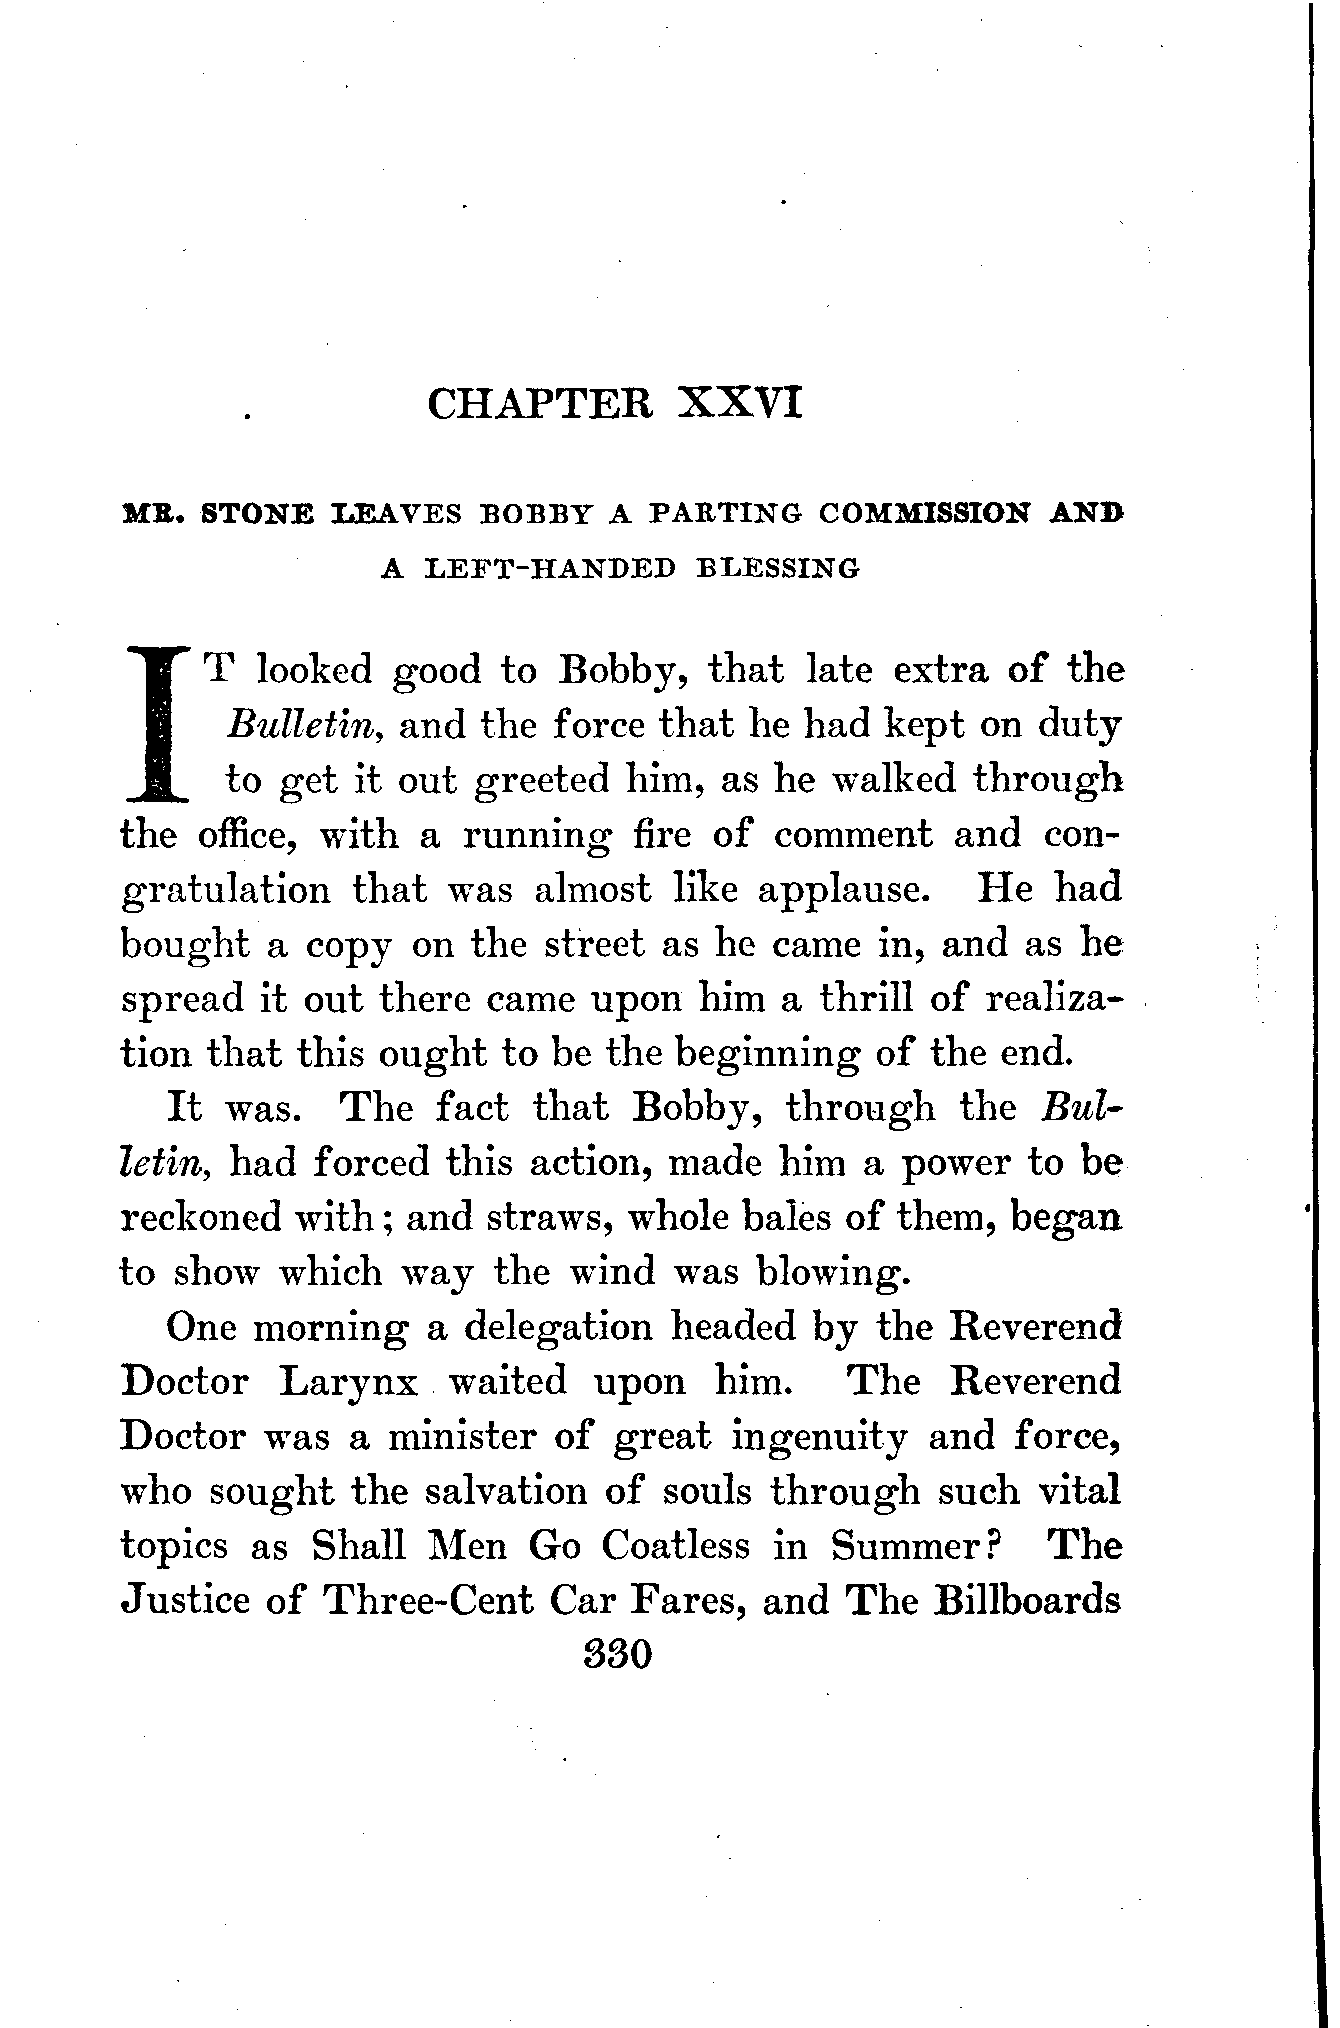 CHAPTER XXVI
MR. STONE LEAVES BOBBY A PARTING COMMISSION AND
A LEFT-HANDED BLESSING
IT looked good to Bobby, that late extra of the
Bulletin, and the force that he had kept on duty
to get it out greeted him, as he walked through
the office, with a running fire of comment and con-
gratulation that was almost like applause. He had
bought a copy on the street as he came in, and as he
spread it out there came upon him a thrill of realiza-
tion that this ought to be the beginning of the end.
It was. The fact that Bobby, through the Bul-
letin, had forced this action, made him a power to be
reckoned with; and straws, whole bales of them, began
to show which way the wind was blowing.
One morning a delegation headed by the Reverend
Doctor Larynx waited upon him. The Reverend
Doctor was a minister of great ingenuity and force,
who sought the salvation of souls through such vital
topics as Shall Men Go Coatless in Summer? The
Justice of Three-Cent Car Fares, and The Billboards
330